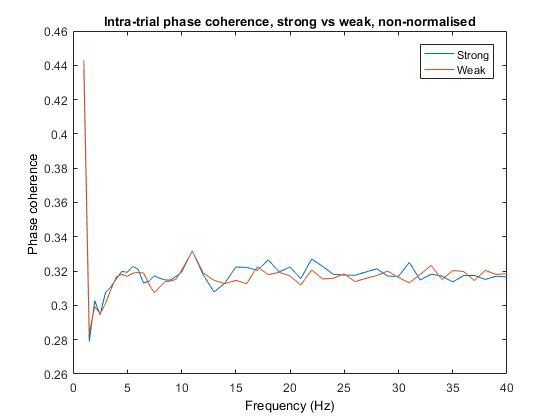 Intra-trial phase coherence, strong vs weak, non-normalised
0.46
0.44
0.42
0.4
0.38
0.36
0.34
0.32
0.3
0.28
0.26
Phase coherence
Strong
Weak
0 5 10 15 20 25 30 35 40
Frequency (Hz)